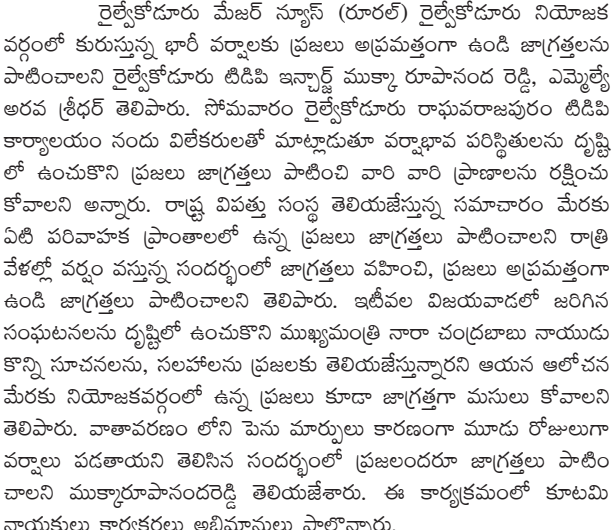 రైల్వేకోడూరు మేజర్ న్యూస్ (రూరల్) రైల్వేకోడూరు నియోజక
వర్గంలో కురుస్తున్న భారీ వర్షాలకు ప్రజలు అప్రమత్తంగా ఉండి జాగ్రత్తలను
పాటించాలని రైల్వేకోడూరు టిడిపి ఇన్చార్జ్ ముక్కా రూపానంద రెడ్డి, ఎమ్మెల్యే
అరవ శ్రీధర్ తెలిపారు. సోమవారం రైల్వేకోడూరు రాఘవరాజపురం టిడిపి
కార్యాలయం నందు విలేకరులతో మాట్లాడుతూ వర్షాభావ పరిస్థితులను దృష్టి
లో ఉంచుకొని ప్రజలు జాగ్రత్తలు పాటించి వారి వారి ప్రాణాలను రక్షించు
కోవాలని అన్నారు. రాష్ట్ర విపత్తు సంస్థ తెలియజేస్తున్న సమాచారం మేరకు
ఏటి పరివాహక ప్రాంతాలలో ఉన్న ప్రజలు జాగ్రత్తలు పాటించాలని రాత్రి
వేళల్లో వర్షం వస్తున్న సందర్భంలో జాగ్రత్తలు వహించి, ప్రజలు అప్రమత్తంగా
ఉండి జాగ్రత్తలు పాటించాలని తెలిపారు. ఇటీవల విజయవాడలో జరిగిన
సంఘటనలను దృష్టిలో ఉంచుకొని ముఖ్యమంత్రి నారా చంద్రబాబు నాయుడు
కొన్ని సూచనలను, సలహాలను ప్రజలకు తెలియజేస్తున్నారని ఆయన ఆలోచన
మేరకు నియోజకవర్గంలో ఉన్న ప్రజలు కూడా జాగ్రత్తగా మసులు కోవాలని
తెలిపారు. వాతావరణం లోని పెను మార్పులు కారణంగా మూడు రోజులుగా
వర్షాలు పడతాయని తెలిసిన సందర్భంలో ప్రజలందరూ జాగ్రత్తలు పాటిం
చాలని ముక్కారూపానందరెడ్డి తెలియజేశారు. ఈ కార్యక్రమంలో కూటమి
నాయకులు కార్యకర్తలు అభిమానులు పాల్గొన్నారు.